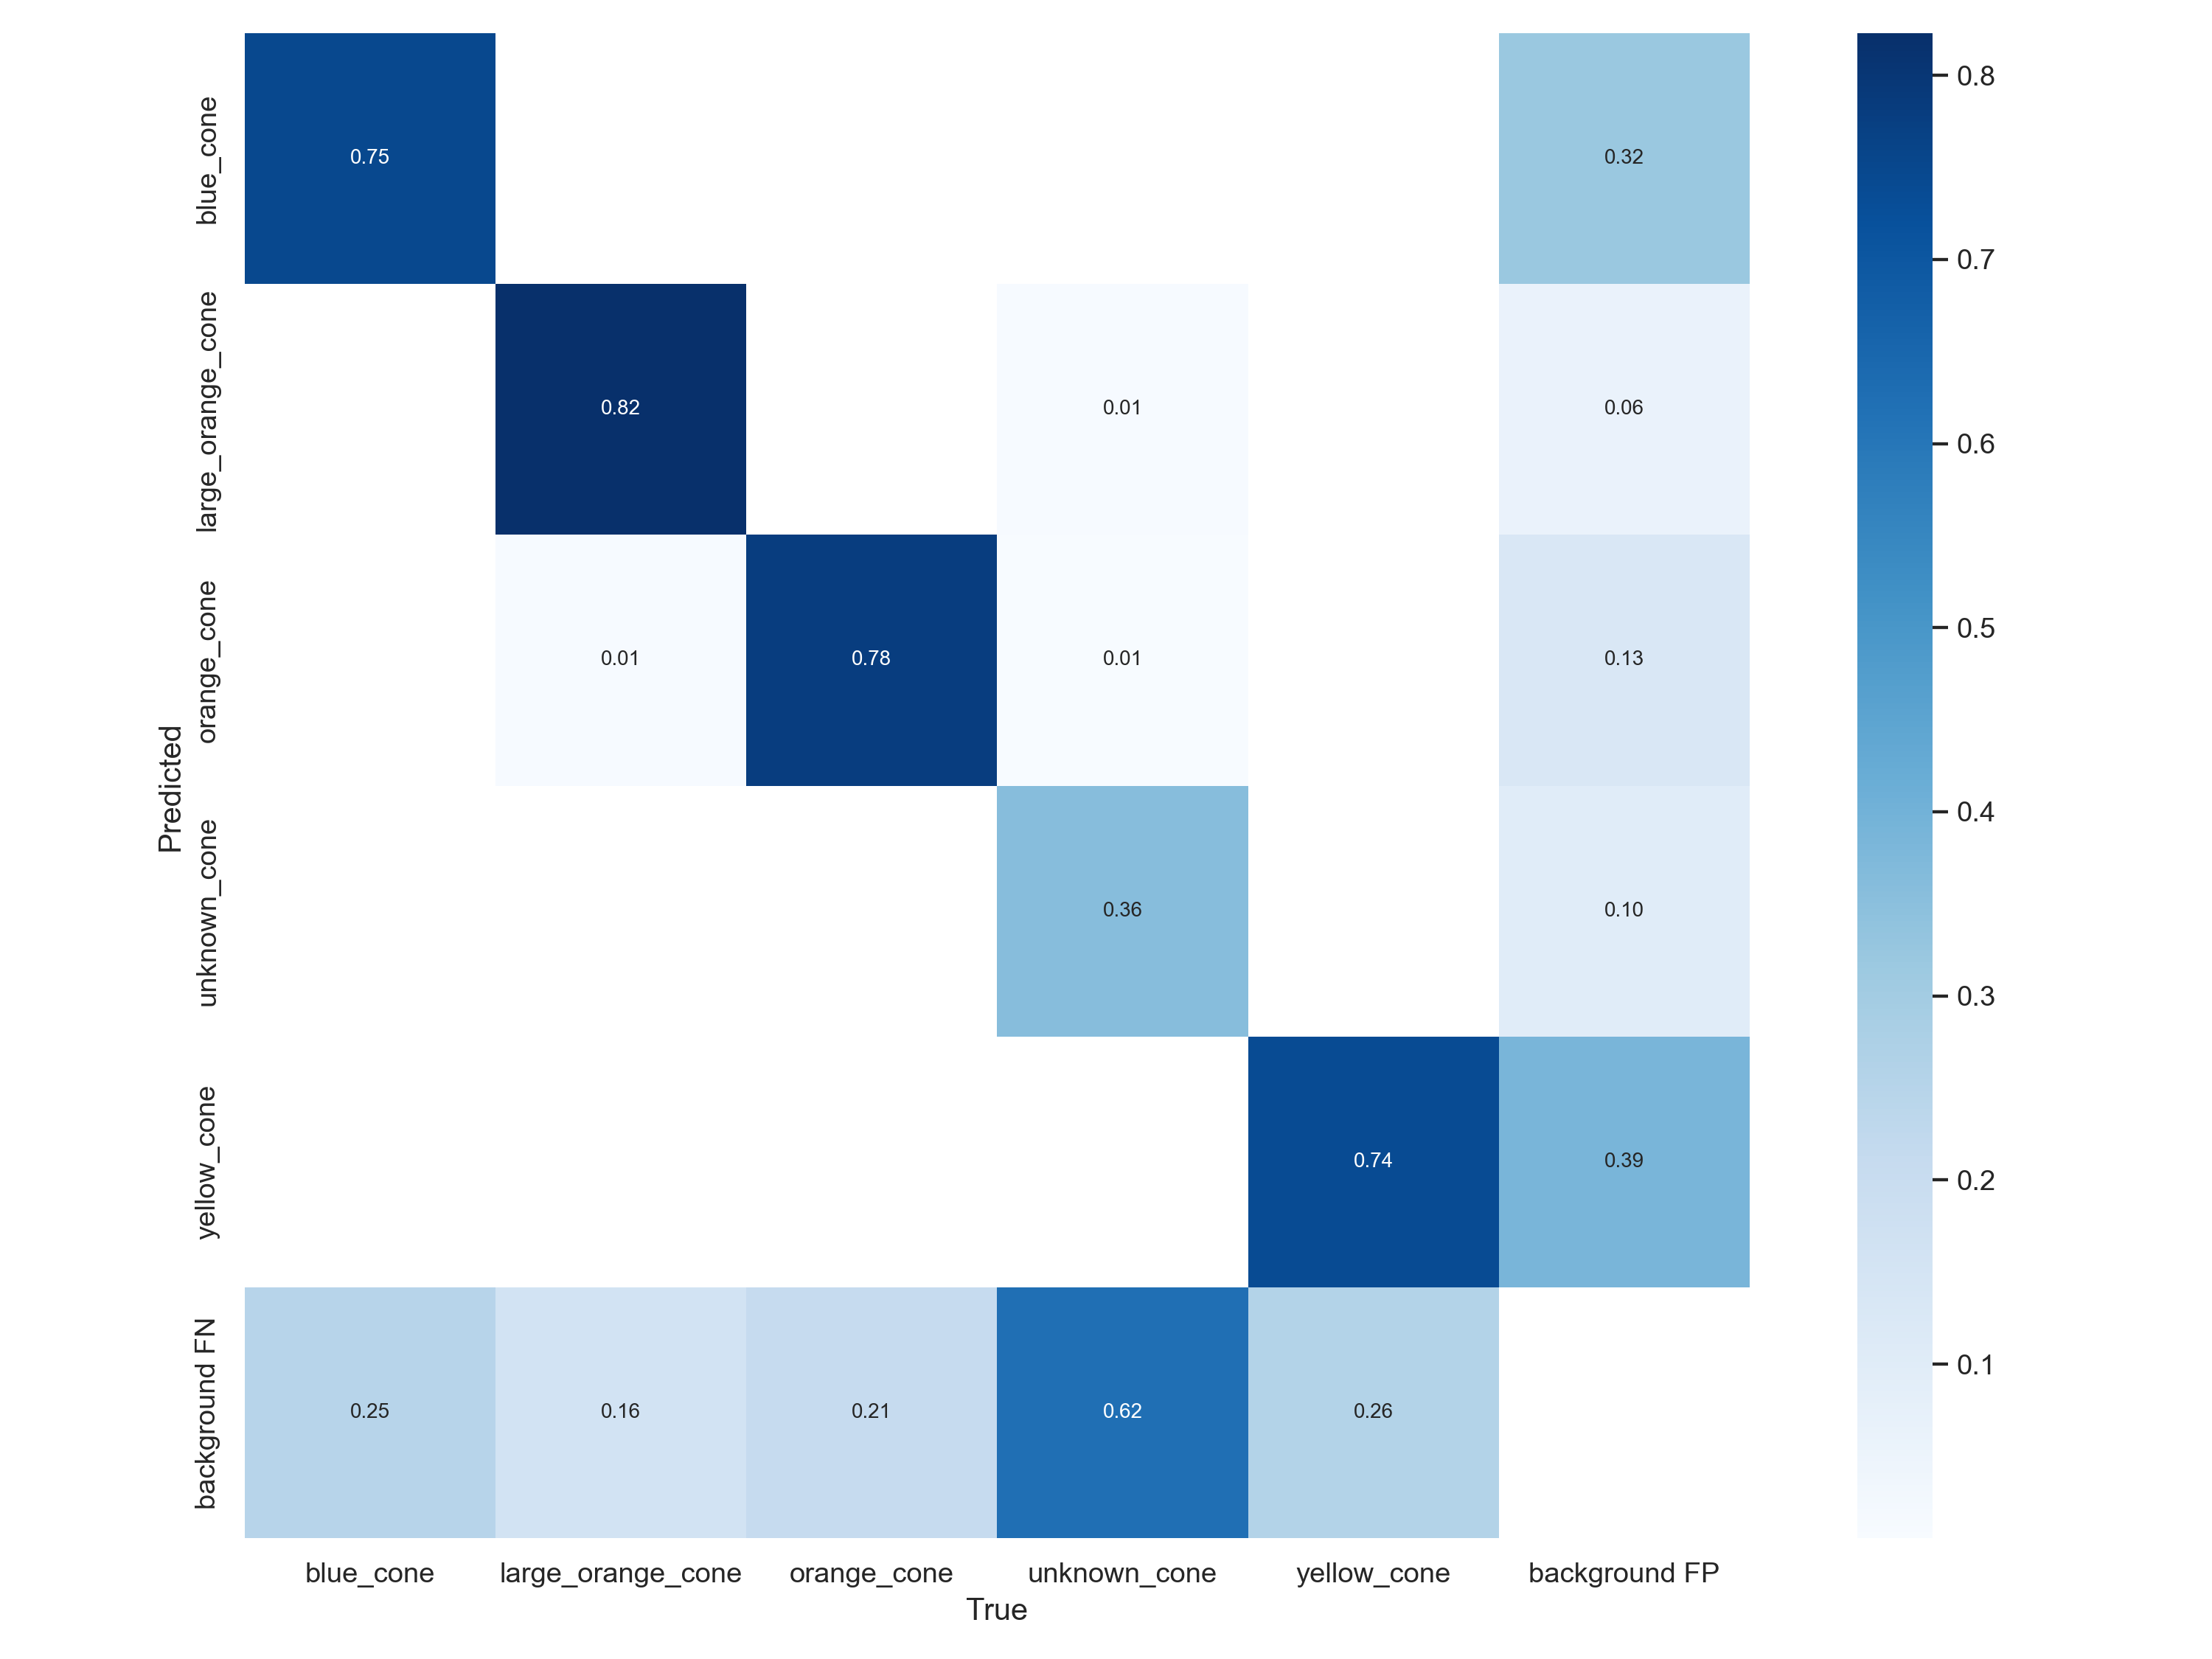 blue_cone
0.75
0.32
large_orange_cone
0.82
0.01
0.06
orange_cone
0.01
0.78
0.01
0.13
Predicted
unknown_cone
0.36
0.10
yellow_cone
0.74
0.39
background FN
0.25
0.16
0.21
0.62
0.26
blue_cone
large_orange_cone
orange_cone
unknown_cone
yellow_cone
background FP
True
0.8
0.7
0.6
0.5
0.4
0.3
0.2
0.1